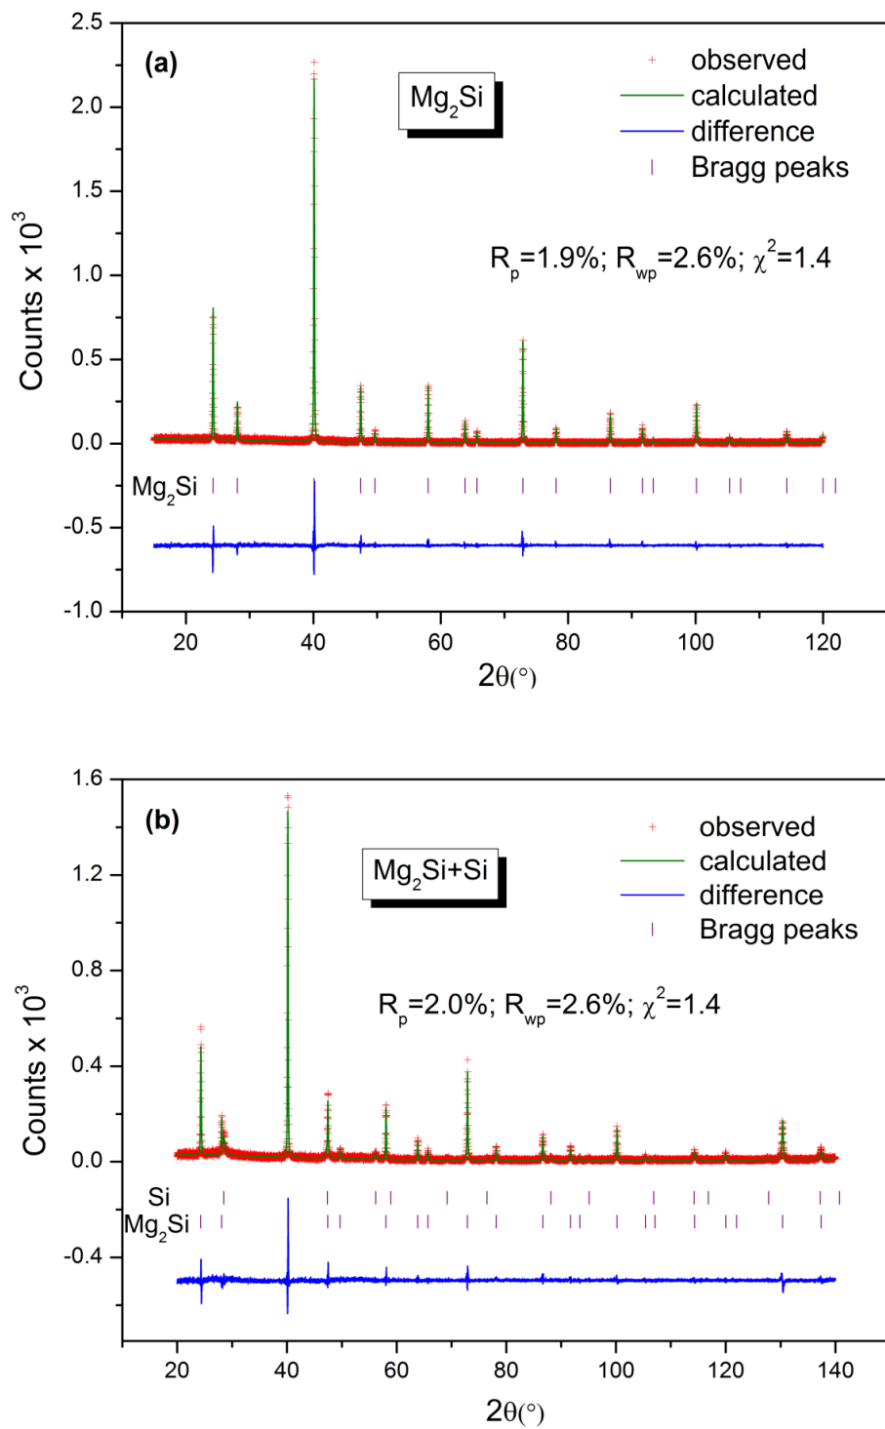 2.5
(a)
observed
Mg₂Si
calculated
2.0
difference
Bragg peaks
1.5
Rₚ=1.9%; R_wp=2.6%; χ²=1.4
1.0
0.5
0.0
Mg₂Si
-0.5
-1.0
Counts x 10³
20 40 60 80 100 120
2θ(°)
1.6
(b)
observed
calculated
Mg₂Si+Si
difference
1.2
Bragg peaks
0.8
Rₚ=2.0%; R_wp=2.6%; χ²=1.4
0.4
0.0
Si
Mg₂Si
-0.4
Counts x 10³
20 40 60 80 100 120 140
2θ(°)